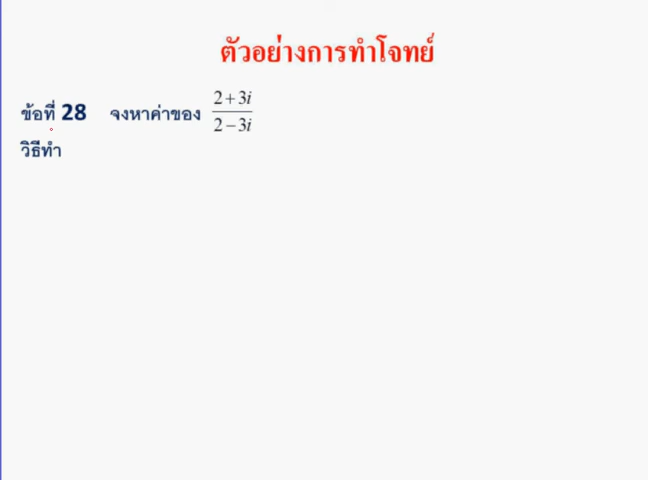 ตัวอย่างการทำโจทย์
ข้อที่ 28 จงหาค่าของ (2+3i)/(2−3i)
วิธีทำ